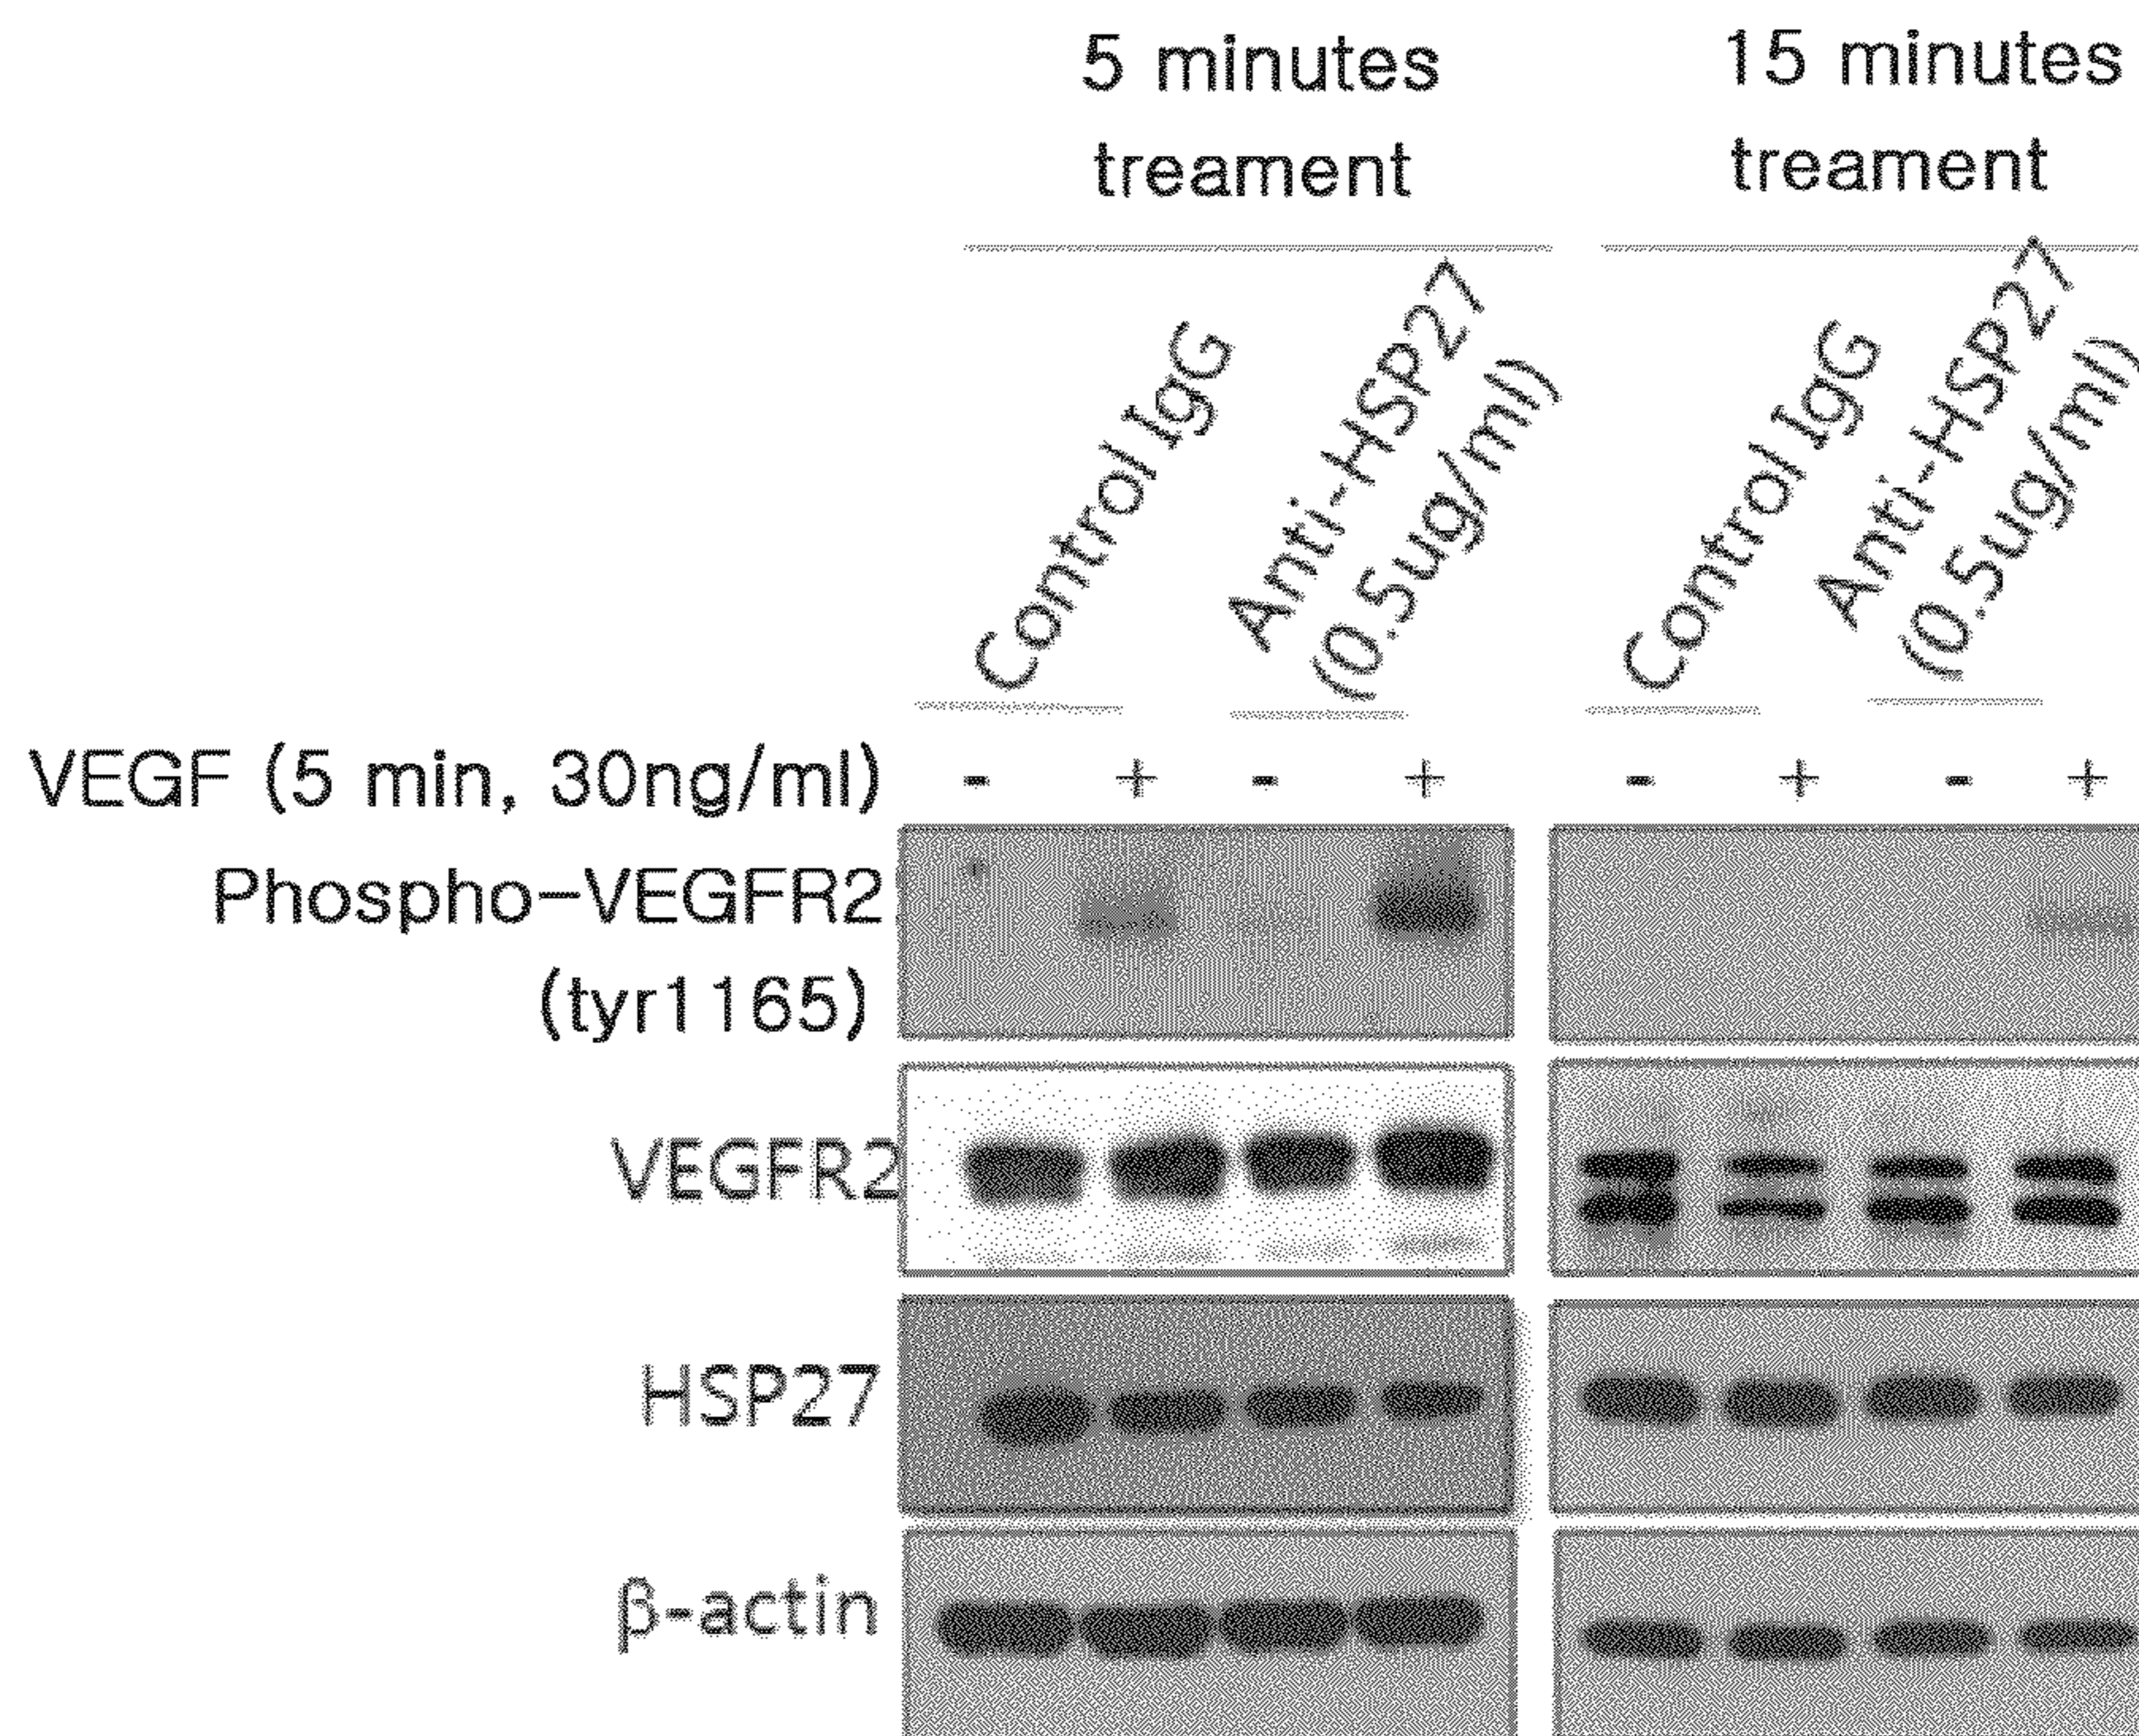 5 minutes
treament
15 minutes
treament
Control IgG
Anti-HSP27
(0.5ug/ml)
Control IgG
Anti-HSP27
(0.5ug/ml)
VEGF (5 min, 30ng/ml) - + - + - + - +
Phospho-VEGFR2
(tyr1165)
VEGFR2
HSP27
β-actin